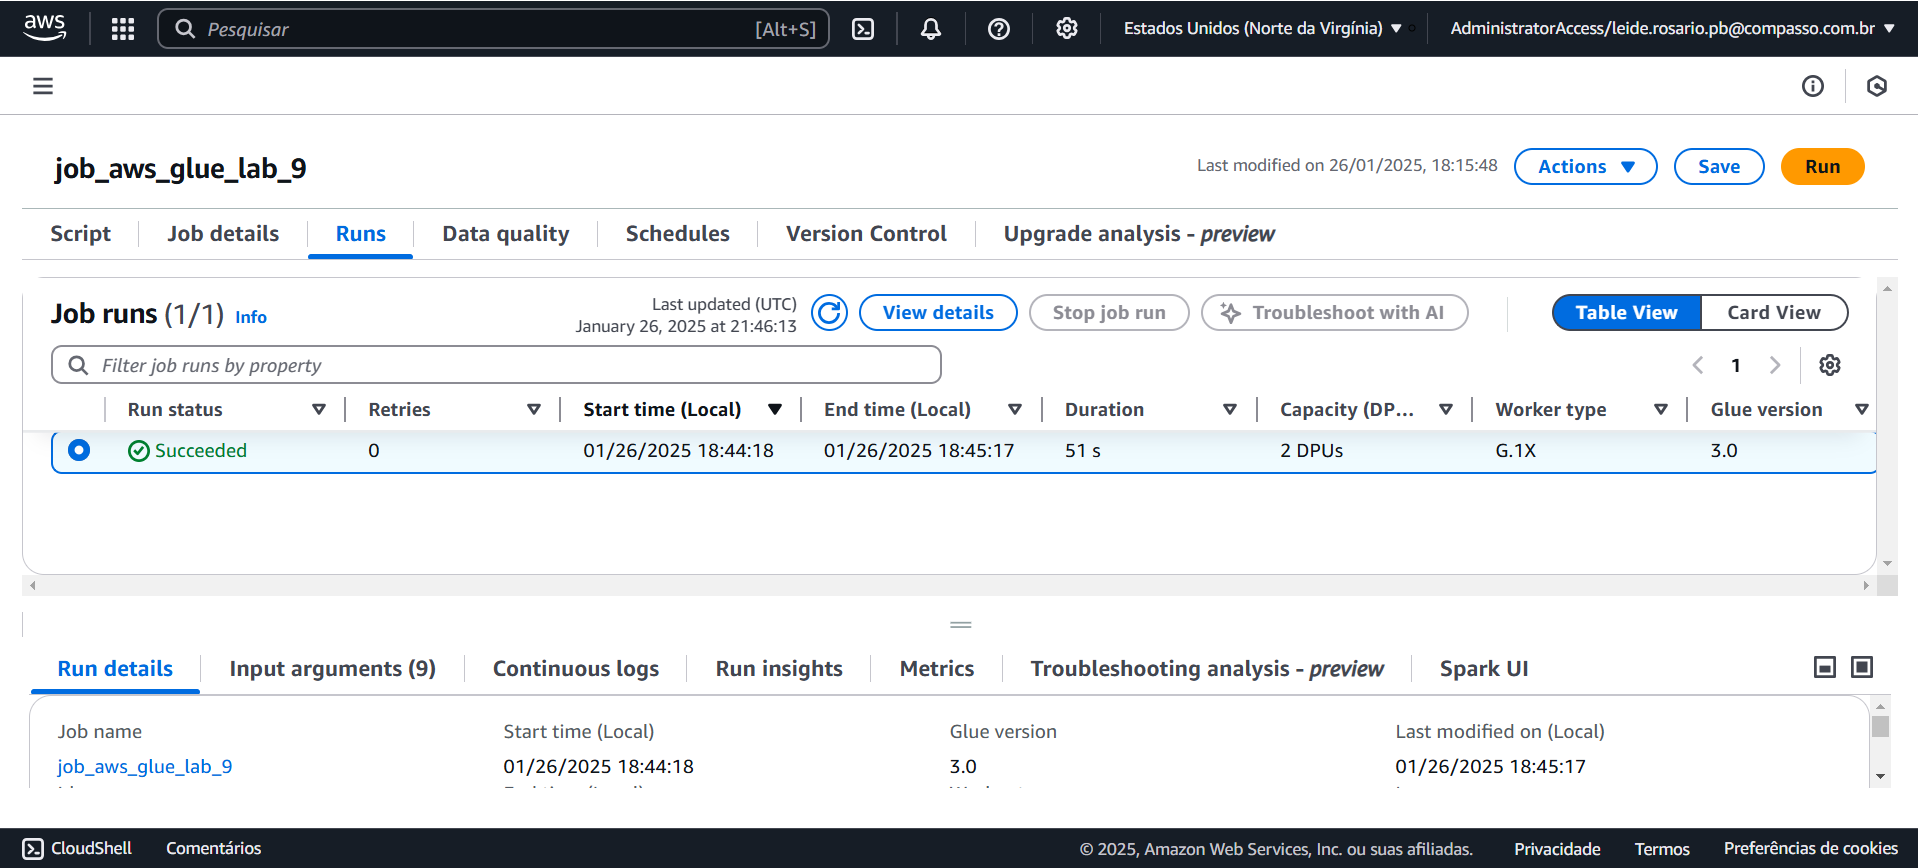 aws
Pesquisar [Alt+S] Estados Unidos (Norte da Virgínia) AdministratorAccess/leide.rosario.pb@compasso.com.br
job_aws_glue_lab_9 Last modified on 26/01/2025, 18:15:48 Actions Save Run
Script Job details Runs Data quality Schedules Version Control Upgrade analysis - preview
Job runs (1/1) Info Last updated (UTC) January 26, 2025 at 21:46:13 View details Stop job run Troubleshoot with AI Table View Card View
Filter job runs by property 1
Run status Retries Start time (Local) End time (Local) Duration Capacity (DP... Worker type Glue version
Succeeded 0 01/26/2025 18:44:18 01/26/2025 18:45:17 51 s 2 DPUs G.1X 3.0
Run details Input arguments (9) Continuous logs Run insights Metrics Troubleshooting analysis - preview Spark UI
Job name Start time (Local) Glue version Last modified on (Local)
job_aws_glue_lab_9 01/26/2025 18:44:18 3.0 01/26/2025 18:45:17
CloudShell Comentários © 2025, Amazon Web Services, Inc. ou suas afiliadas. Privacidade Termos Preferências de cookies